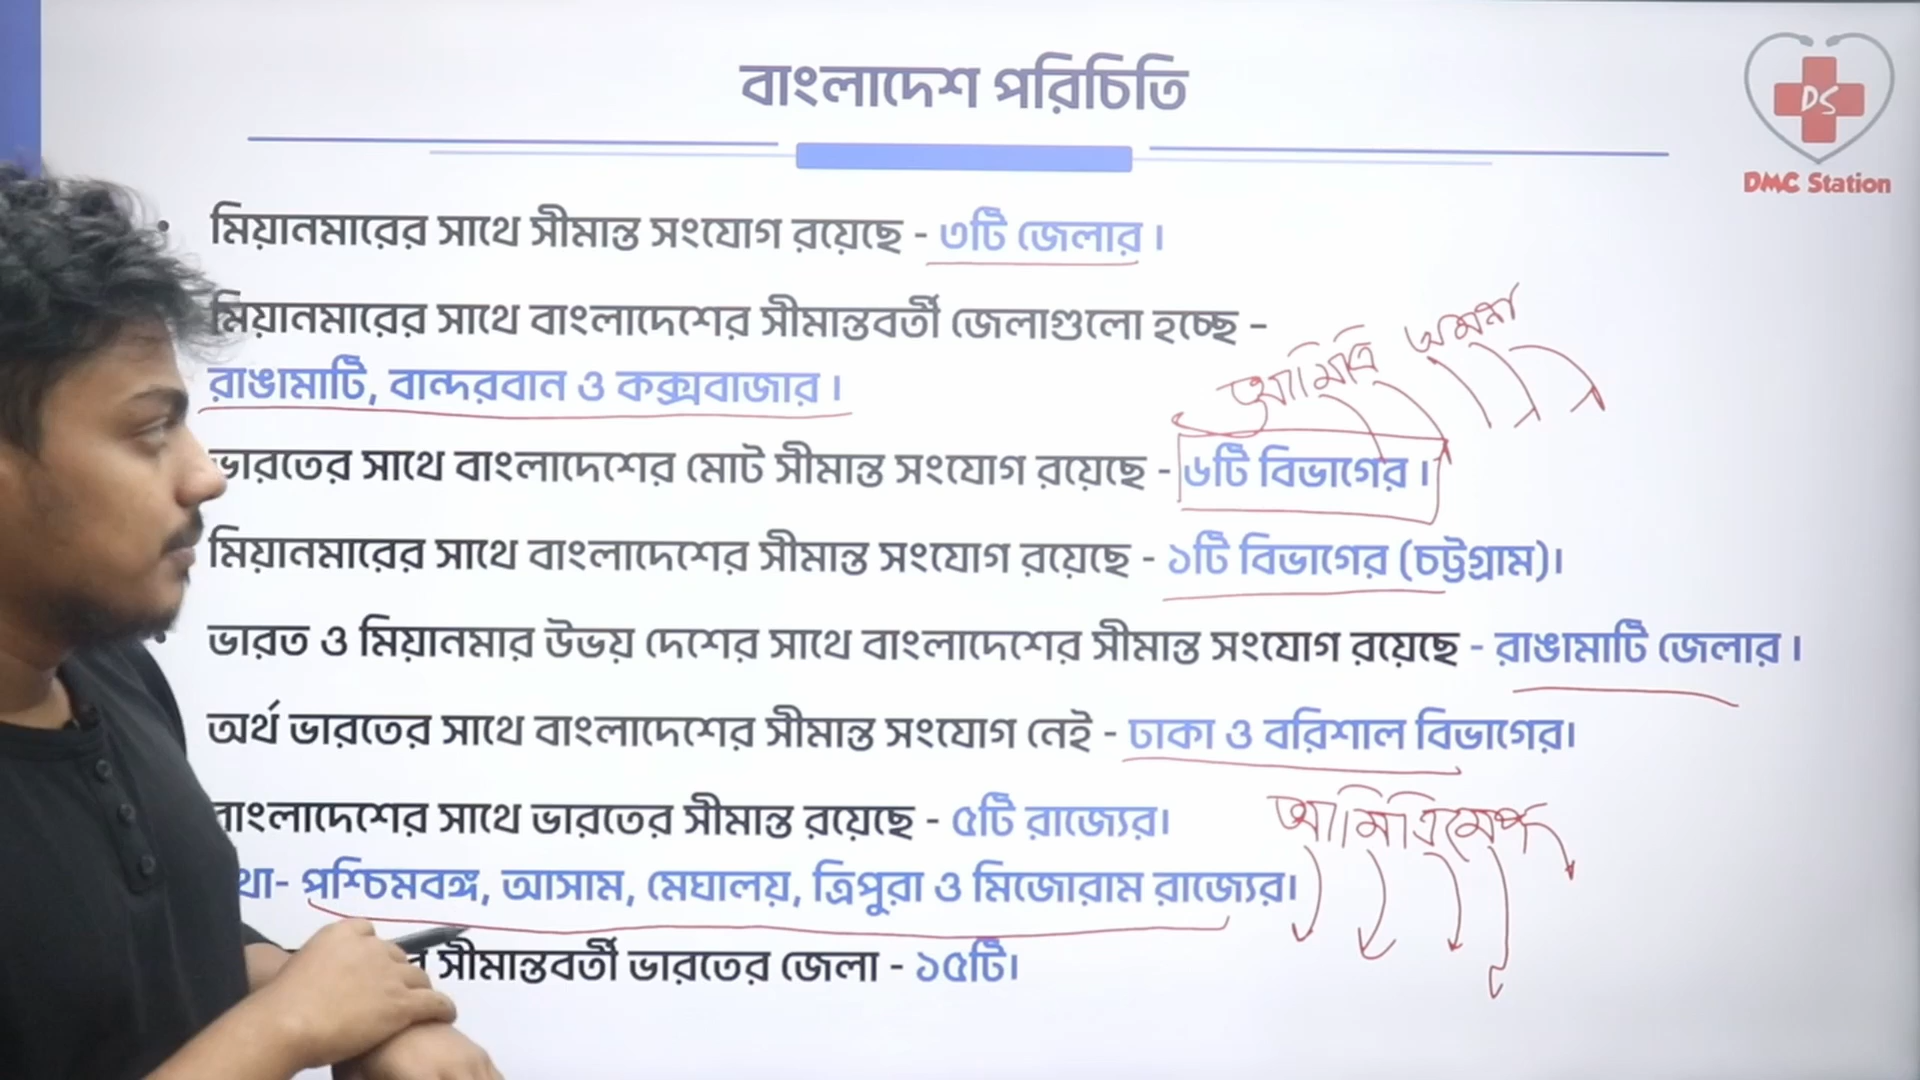 বাংলাদেশ পরিচিতি
DS
DMC Station
মিয়ানমারের সাথে সীমান্ত সংযোগ রয়েছে - ৩টি জেলার ।
মিয়ানমারের সাথে বাংলাদেশের সীমান্তবর্তী জেলাগুলো হচ্ছে –
রাঙামাটি, বান্দরবান ও কক্সবাজার ।
ভারতের সাথে বাংলাদেশের মোট সীমান্ত সংযোগ রয়েছে - ৬টি বিভাগের ।
মিয়ানমারের সাথে বাংলাদেশের সীমান্ত সংযোগ রয়েছে - ১টি বিভাগের (চট্টগ্রাম)।
ভারত ও মিয়ানমার উভয় দেশের সাথে বাংলাদেশের সীমান্ত সংযোগ রয়েছে - রাঙামাটি জেলার ।
অর্থ ভারতের সাথে বাংলাদেশের সীমান্ত সংযোগ নেই - ঢাকা ও বরিশাল বিভাগের।
বাংলাদেশের সাথে ভারতের সীমান্ত রয়েছে - ৫টি রাজ্যের।
আমিত্রিমেপ
থা- পশ্চিমবঙ্গ, আসাম, মেঘালয়, ত্রিপুরা ও মিজোরাম রাজ্যের।
র সীমান্তবর্তী ভারতের জেলা - ১৫টি।